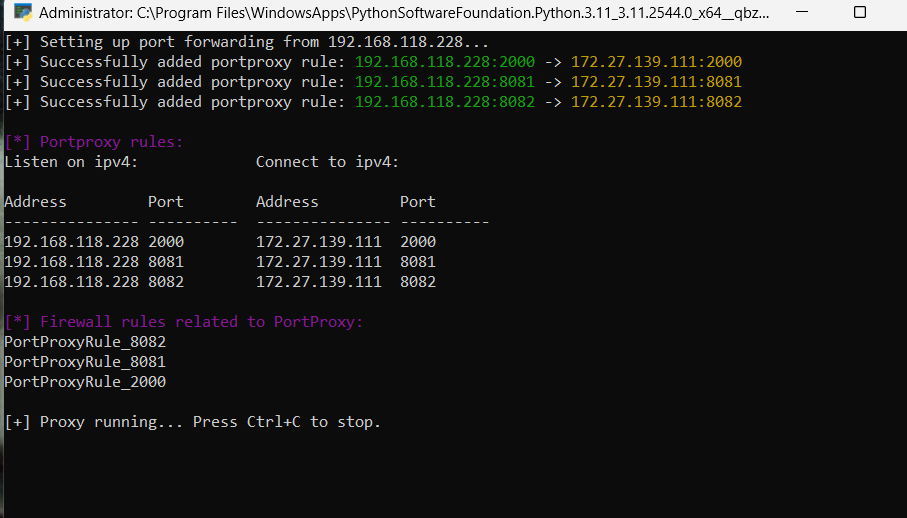 Administrator: C:\Program Files\WindowsApps\PythonSoftwareFoundation.Python.3.11_3.11.2544.0_x64__qbz...
[+] Setting up port forwarding from 192.168.118.228...
[+] Successfully added portproxy rule: 192.168.118.228:2000 -> 172.27.139.111:2000
[+] Successfully added portproxy rule: 192.168.118.228:8081 -> 172.27.139.111:8081
[+] Successfully added portproxy rule: 192.168.118.228:8082 -> 172.27.139.111:8082
[*] Portproxy rules:
Listen on ipv4:             Connect to ipv4:
Address         Port        Address         Port
--------------- ----------  --------------- ----------
192.168.118.228 2000        172.27.139.111  2000
192.168.118.228 8081        172.27.139.111  8081
192.168.118.228 8082        172.27.139.111  8082
[*] Firewall rules related to PortProxy:
PortProxyRule_8082
PortProxyRule_8081
PortProxyRule_2000
[+] Proxy running... Press Ctrl+C to stop.